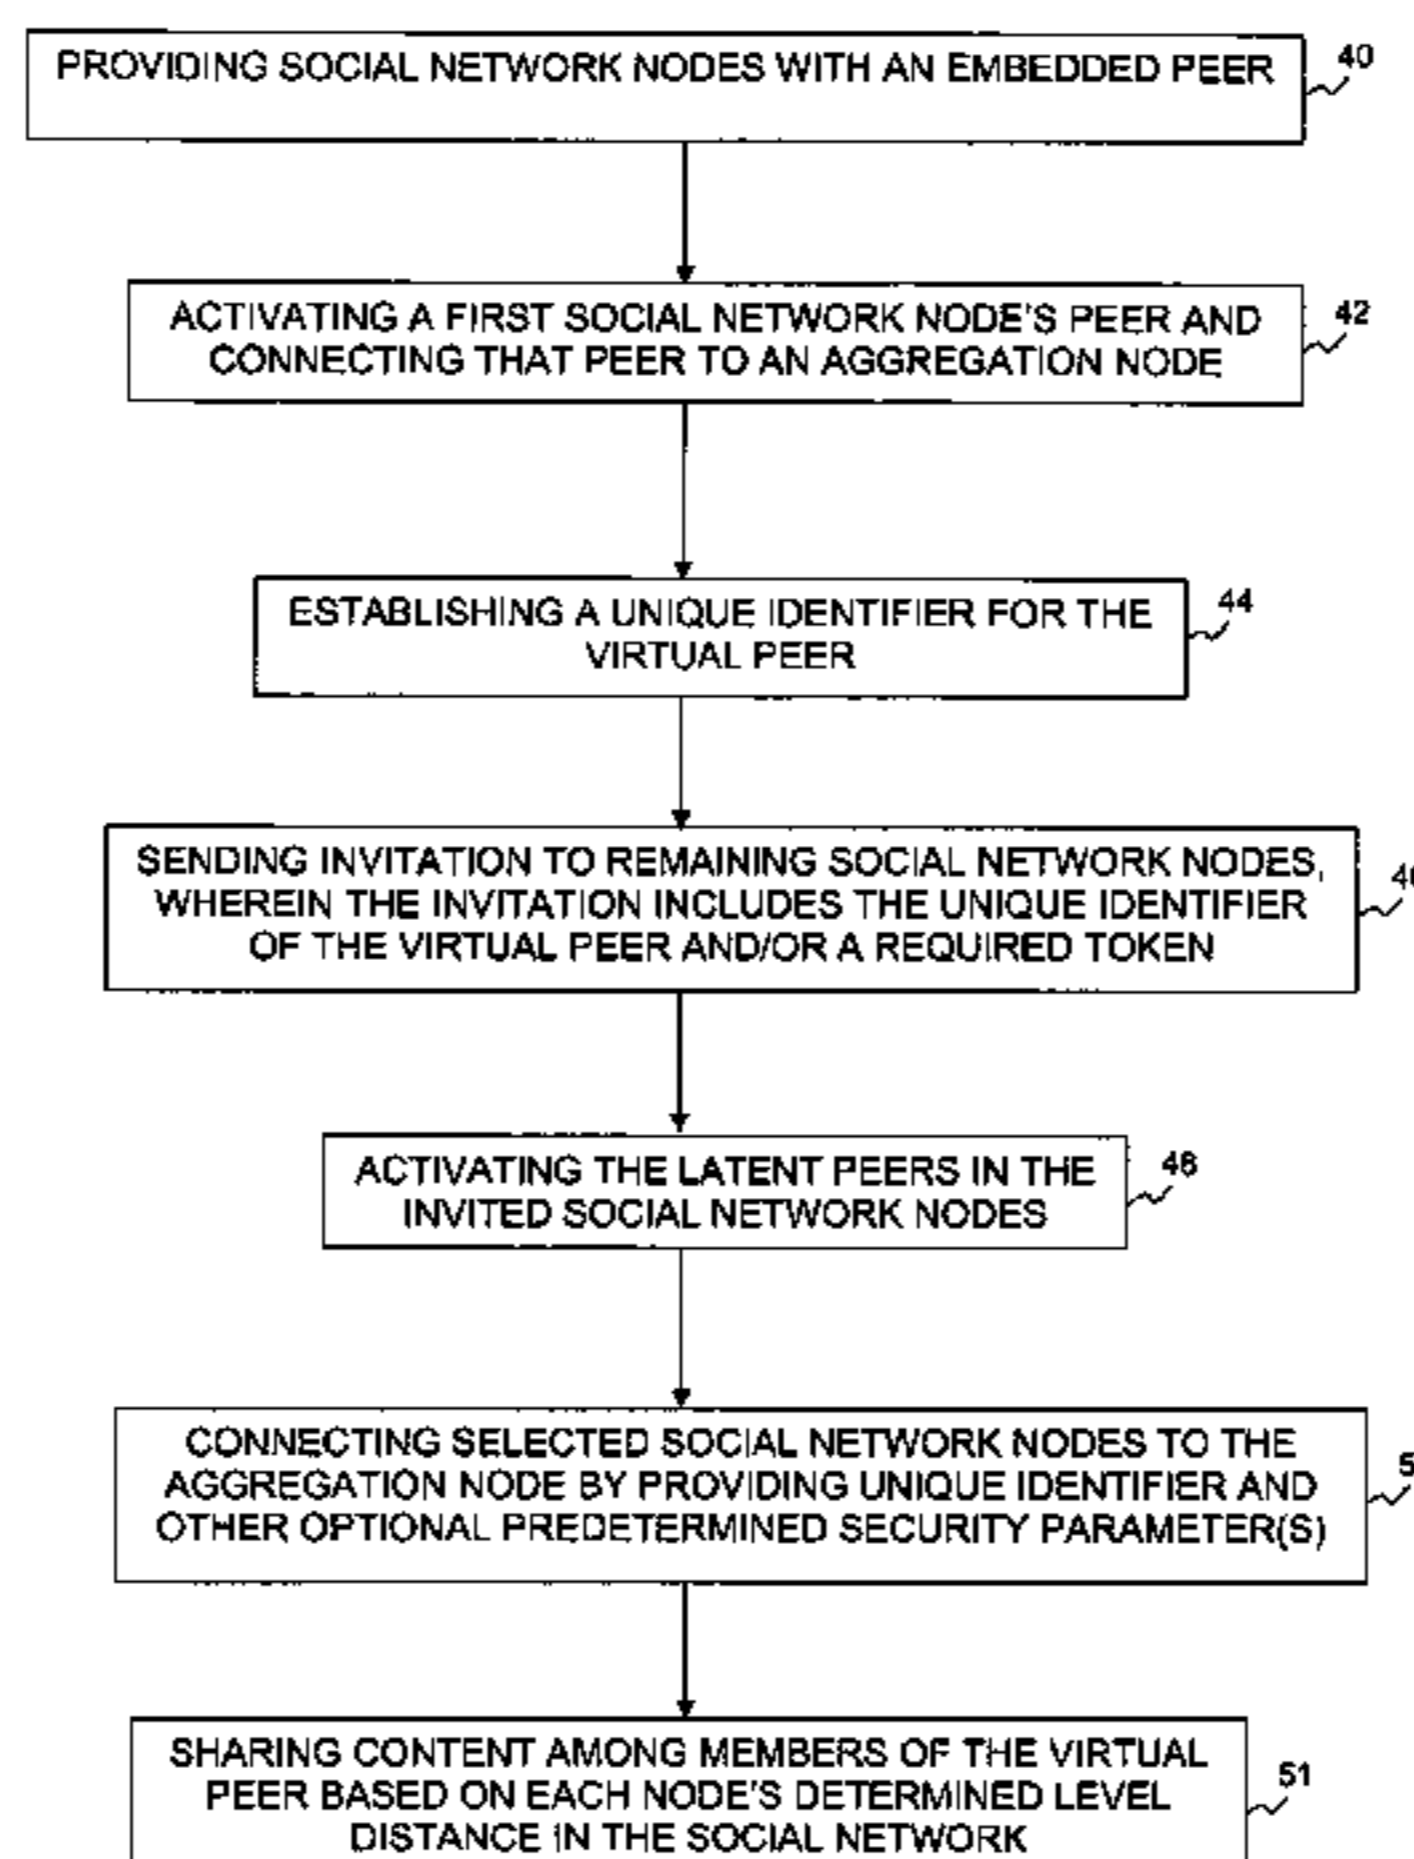 PROVIDING SOCIAL NETWORK NODES WITH AN EMBEDDED PEER
40
ACTIVATING A FIRST SOCIAL NETWORK NODE'S PEER AND
CONNECTING THAT PEER TO AN AGGREGATION NODE
42
ESTABLISHING A UNIQUE IDENTIFIER FOR THE
VIRTUAL PEER
44
SENDING INVITATION TO REMAINING SOCIAL NETWORK NODES,
WHEREIN THE INVITATION INCLUDES THE UNIQUE IDENTIFIER
OF THE VIRTUAL PEER AND/OR A REQUIRED TOKEN
ACTIVATING THE LATENT PEERS IN THE
INVITED SOCIAL NETWORK NODES
48
CONNECTING SELECTED SOCIAL NETWORK NODES TO THE
AGGREGATION NODE BY PROVIDING UNIQUE IDENTIFIER AND
OTHER OPTIONAL PREDETERMINED SECURITY PARAMETER(S)
SHARING CONTENT AMONG MEMBERS OF THE VIRTUAL
PEER BASED ON EACH NODE'S DETERMINED LEVEL
DISTANCE IN THE SOCIAL NETWORK
51